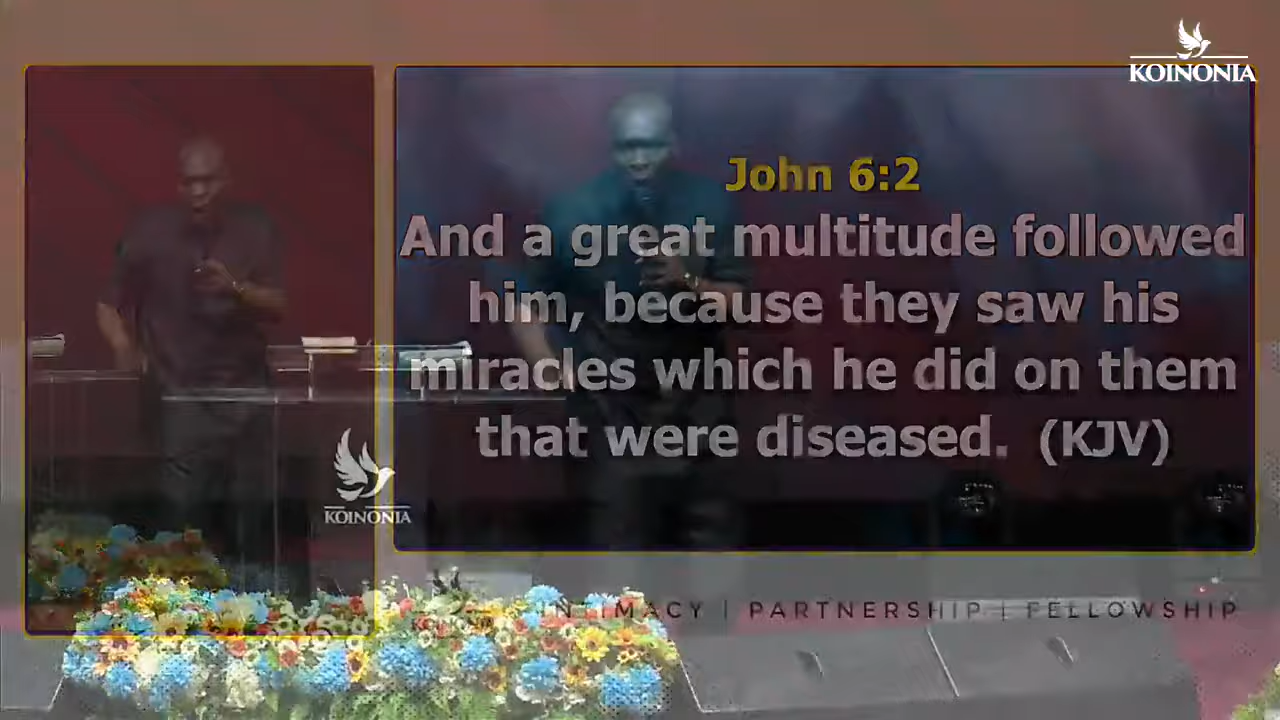 KOINONIA
John 6:2
And a great multitude followed
him, because they saw his
miracles which he did on them
that were diseased. (KJV)
KOINONIA
INTIMACY | PARTNERSHIP | FELLOWSHIP